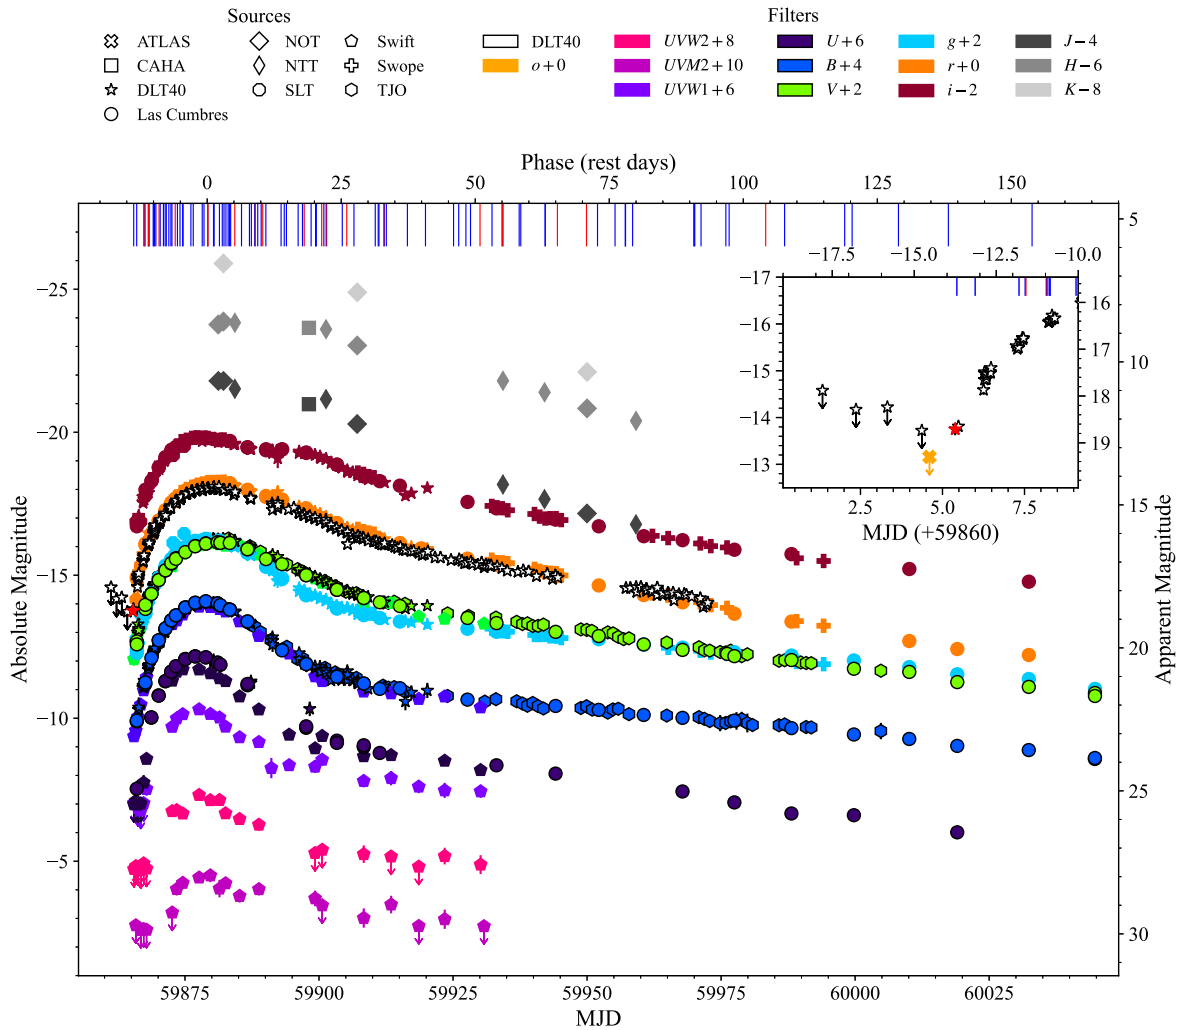 Sources
Filters
ATLAS NOT Swift DLT40 UVW2+8 U+6 g+2 J−4
CAHA NTT Swope o+0 UVM2+10 B+4 r+0 H−6
DLT40 SLT TJO UVW1+6 V+2 i−2 K−8
Las Cumbres
Phase (rest days)
0 25 50 75 100 125 150
−25
−20
−15
−10
−5
Absolute Magnitude
5
10
15
20
25
30
Apparent Magnitude
−17.5 −14.5 −12.5 −10.0
−17
−16
−15
−14
−13
16
17
18
19
2.5 5.0 7.5
MJD (+59860)
59875 59900 59925 59950 59975 60000 60025
MJD